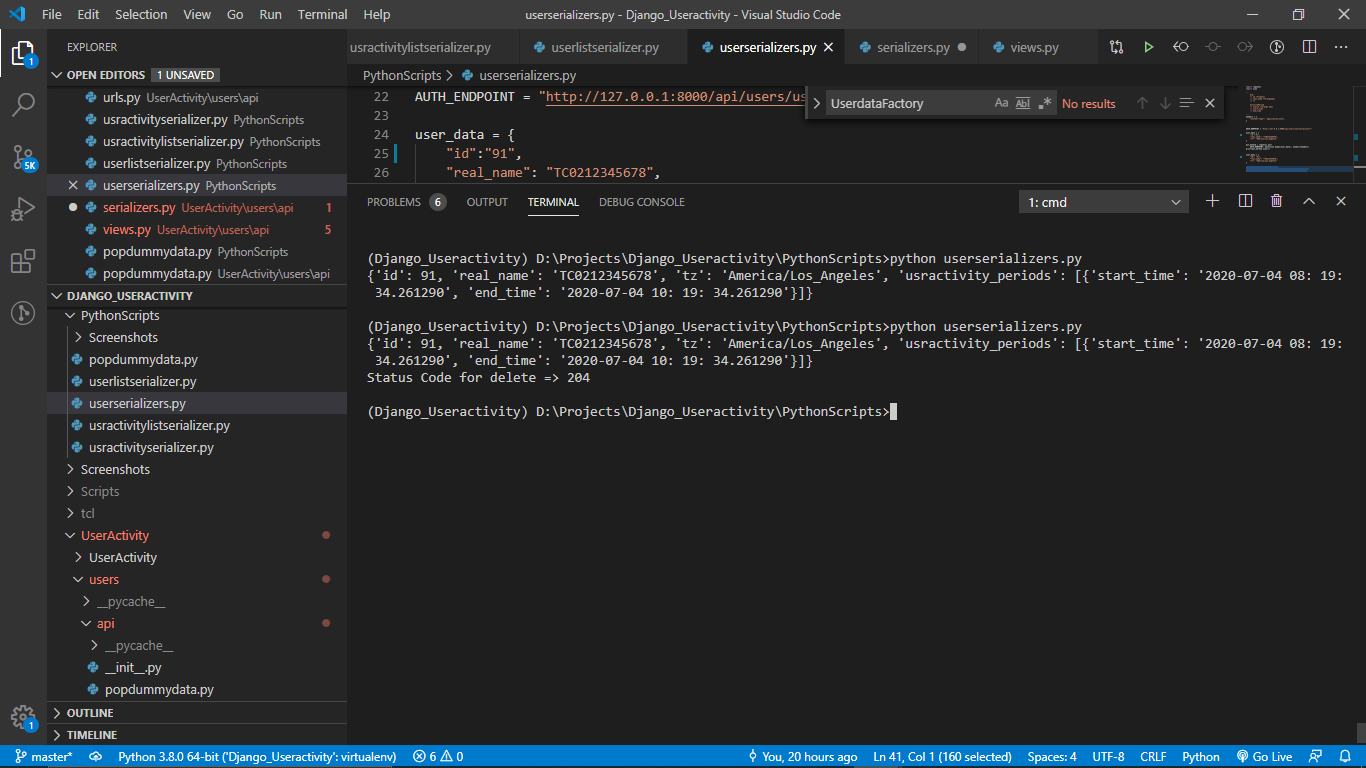 File Edit Selection View Go Run Terminal Help
userserializers.py - Django_Useractivity - Visual Studio Code
EXPLORER
OPEN EDITORS 1 UNSAVED
urls.py UserActivity\users\api
usractivityserializer.py PythonScripts
usractivitylistserializer.py PythonScripts
userlistserializer.py PythonScripts
userserializers.py PythonScripts
serializers.py UserActivity\users\api 1
views.py UserActivity\users\api 5
popdummydata.py PythonScripts
popdummydata.py UserActivity\users\api
DJANGO_USERACTIVITY
PythonScripts
Screenshots
popdummydata.py
userlistserializer.py
userserializers.py
usractivitylistserializer.py
usractivityserializer.py
Screenshots
Scripts
tcl
UserActivity
UserActivity
users
__pycache__
api
__pycache__
__init__.py
popdummydata.py
OUTLINE
TIMELINE
1
5K
1
usractivitylistserializer.py userlistserializer.py userserializers.py serializers.py views.py
PythonScripts > userserializers.py
UserdataFactory Aa Abl No results
22 AUTH_ENDPOINT = "http://127.0.0.1:8000/api/users/us
23
24 user_data = {
25 "id":"91",
26 "real_name": "TC0212345678",
PROBLEMS 6 OUTPUT TERMINAL DEBUG CONSOLE 1: cmd
(Django_Useractivity) D:\Projects\Django_Useractivity\PythonScripts>python userserializers.py
{'id': 91, 'real_name': 'TC0212345678', 'tz': 'America/Los_Angeles', 'usractivity_periods': [{'start_time': '2020-07-04 08: 19:
34.261290', 'end_time': '2020-07-04 10: 19: 34.261290'}]}
(Django_Useractivity) D:\Projects\Django_Useractivity\PythonScripts>python userserializers.py
{'id': 91, 'real_name': 'TC0212345678', 'tz': 'America/Los_Angeles', 'usractivity_periods': [{'start_time': '2020-07-04 08: 19:
34.261290', 'end_time': '2020-07-04 10: 19: 34.261290'}]}
Status Code for delete => 204
(Django_Useractivity) D:\Projects\Django_Useractivity\PythonScripts>
master* Python 3.8.0 64-bit ('Django_Useractivity': virtualenv) 6 0 You, 20 hours ago Ln 41, Col 1 (160 selected) Spaces: 4 UTF-8 CRLF Python Go Live